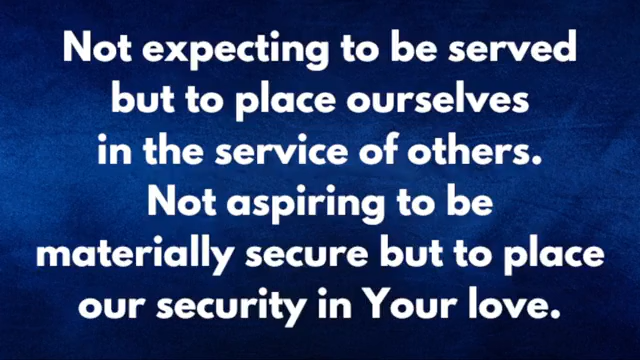 Not expecting to be served
but to place ourselves
in the service of others.
Not aspiring to be
materially secure but to place
our security in Your love.